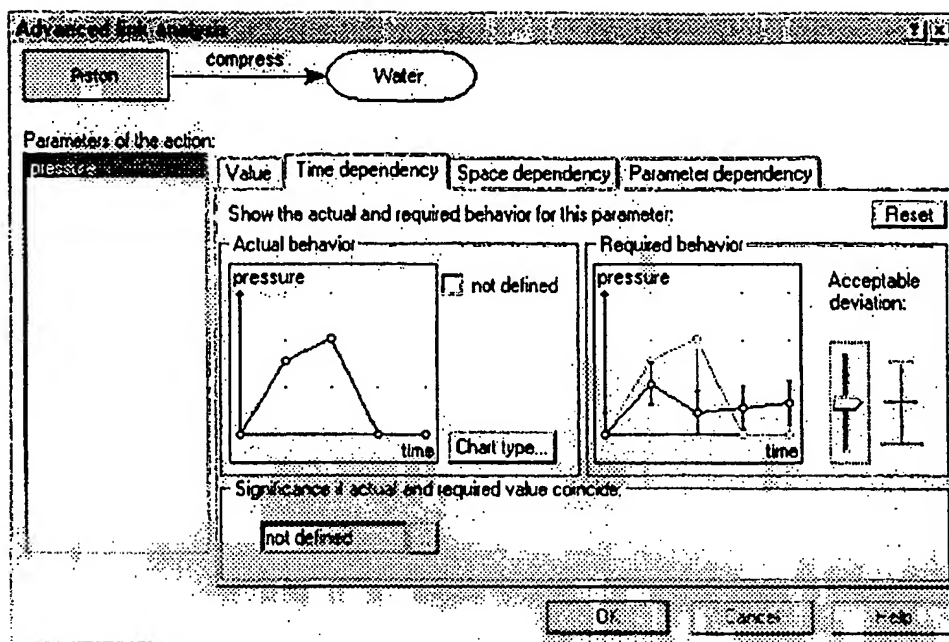 Advanced link analysis
compress
Piston
Water
Parameters of the action:
pressure
Value
Time dependency
Space dependency
Parameter dependency
Show the actual and required behavior for this parameter:
Reset
Actual behavior
pressure
not defined
time
Chart type...
Required behavior
pressure
time
Acceptable
deviation:
Significance if actual and required value coincide:
not defined
OK
Cancel
Help